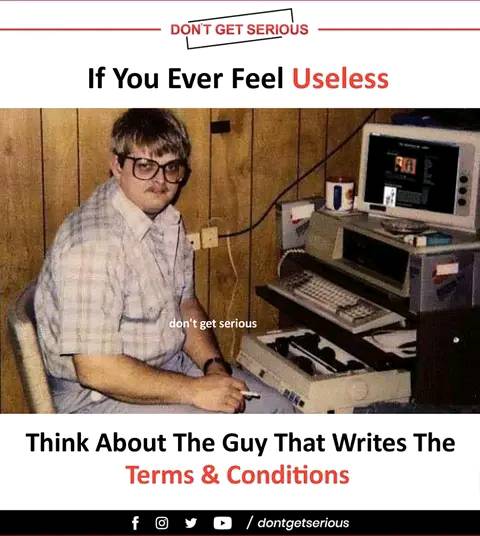 DON'T GET SERIOUS
If You Ever Feel Useless
don't get serious
Think About The Guy That Writes The
Terms & Conditions
/ dontgetserious